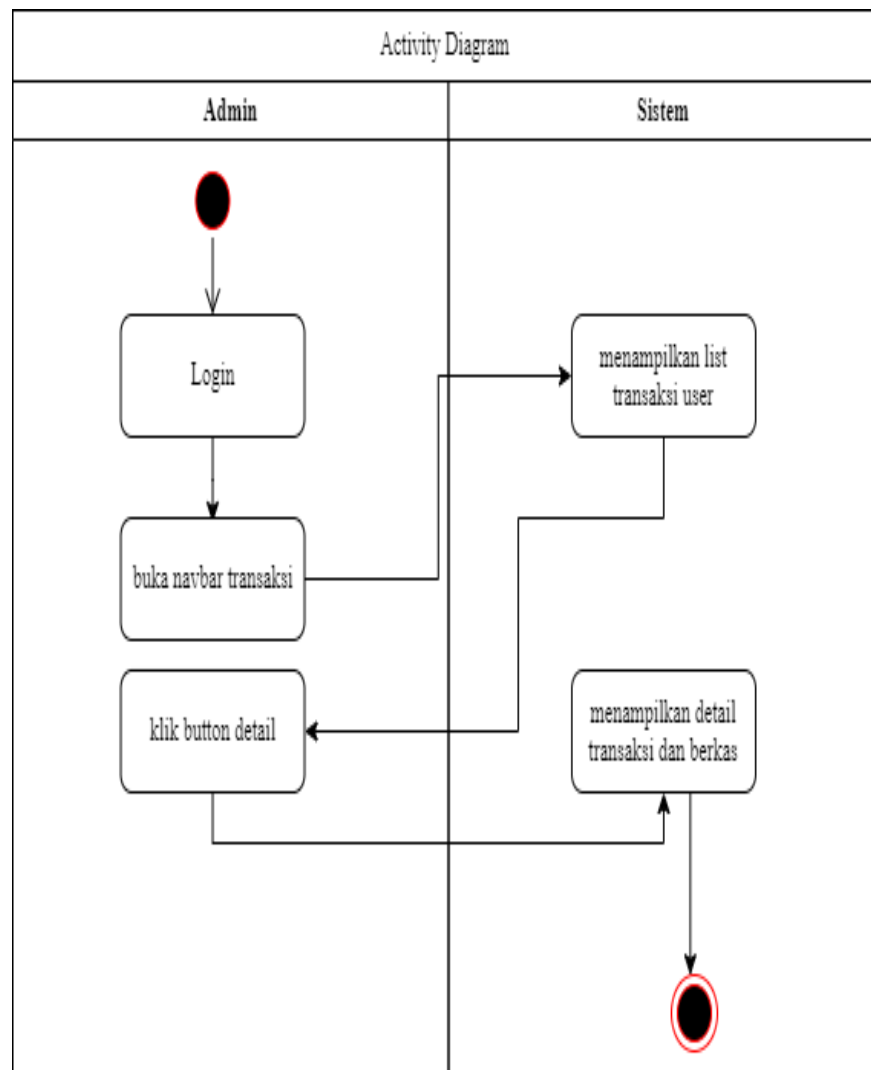 Activity Diagram
Admin
Sistem
Login
menampilkan list
transaksi user
buka navbar transaksi
klik button detail
menampilkan detail
transaksi dan berkas